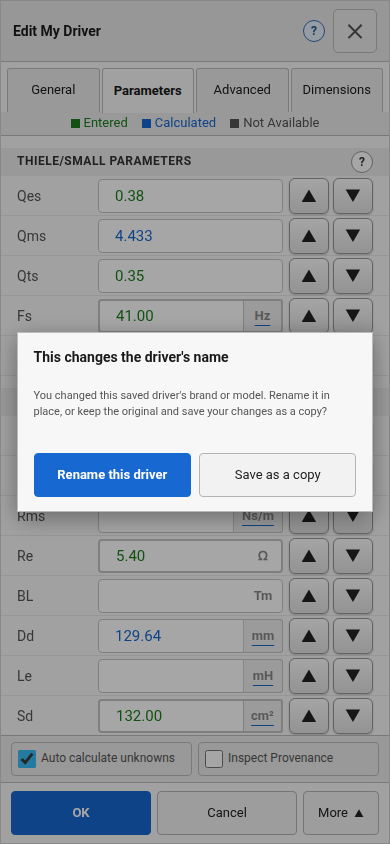 Edit My Driver ?
General Parameters Advanced Dimensions
Entered Calculated Not Available
THIELE/SMALL PARAMETERS ?
Qes 0.38
Qms 4.433
Qts 0.35
Fs 41.00 Hz
This changes the driver's name
You changed this saved driver's brand or model. Rename it in
place, or keep the original and save your changes as a copy?
Rename this driver Save as a copy
Rms Ns/m
Re 5.40 Ω
BL Tm
Dd 129.64 mm
Le mH
Sd 132.00 cm²
Auto calculate unknowns Inspect Provenance
OK Cancel More ▲